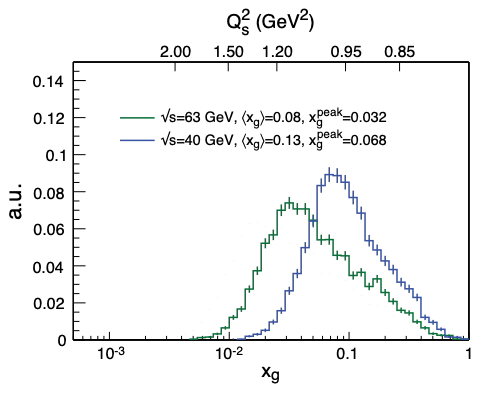 Q_s^2 (GeV^2)
2.00 1.50 1.20 0.95 0.85
0.14
√s=63 GeV, ⟨x_g⟩=0.08, x_g^peak=0.032
0.12
√s=40 GeV, ⟨x_g⟩=0.13, x_g^peak=0.068
0.1
a.u.
0.08
0.06
0.04
0.02
0
10^-3 10^-2 0.1 1
x_g